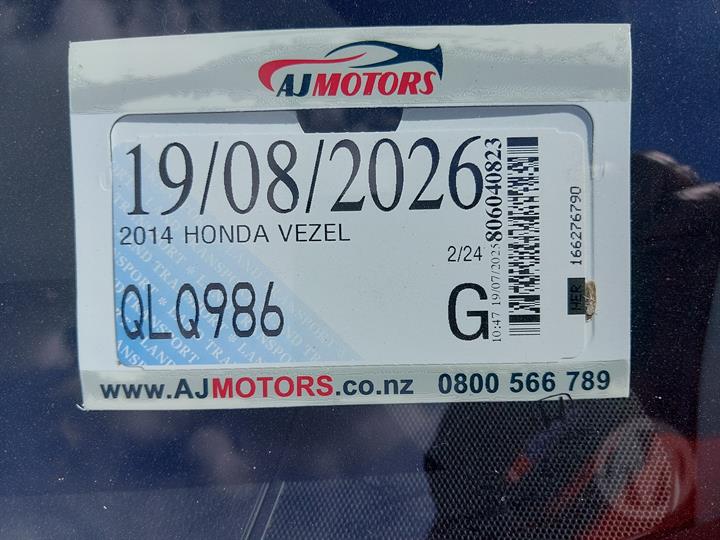 AJMOTORS
19/08/2026
2014 HONDA VEZEL
2/24
QLQ986
G
10:47 19/07/2025
806040823
166276790
HER
www.AJMOTORS.co.nz 0800 566 789